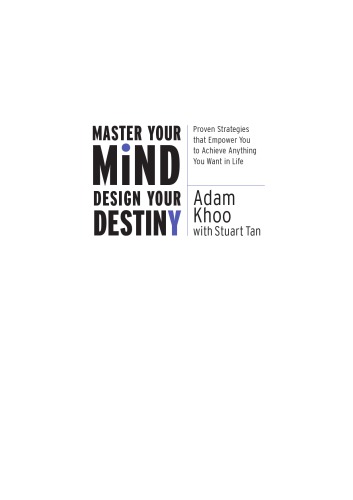 MASTER YOUR
MiND
DESIGN YOUR
DESTINY
Proven Strategies
that Empower You
to Achieve Anything
You Want in Life
Adam
Khoo
with Stuart Tan